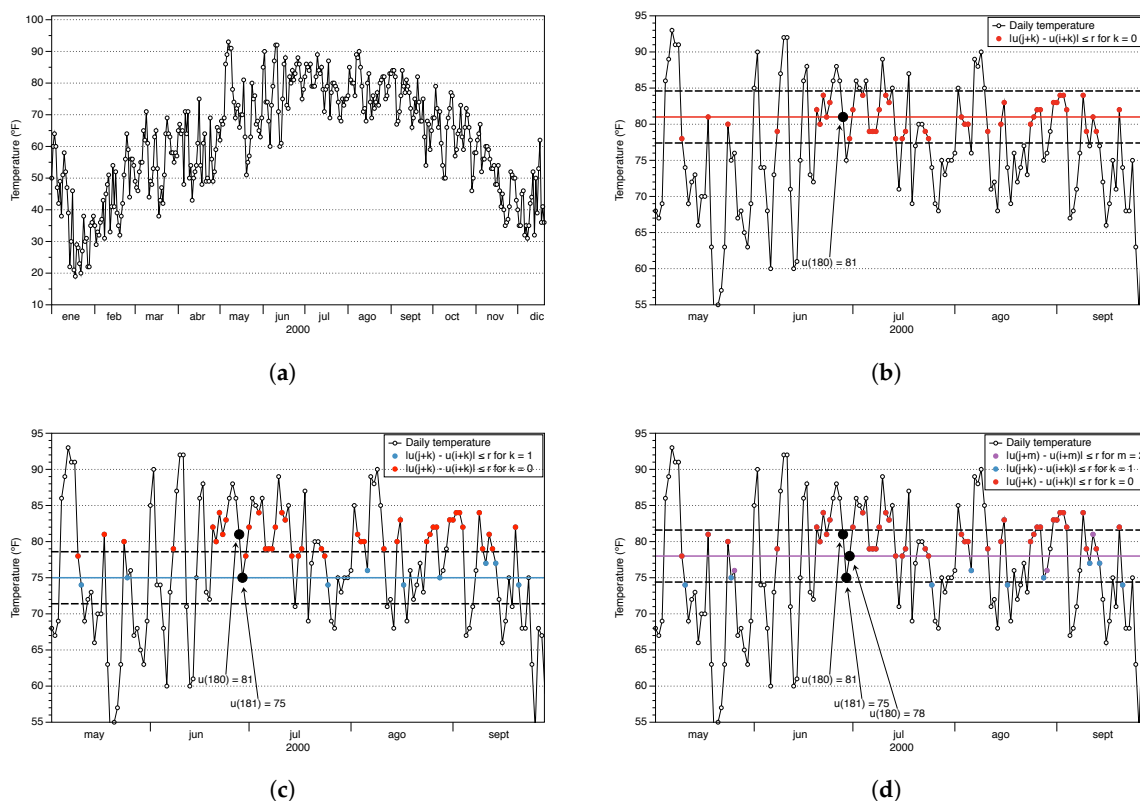 100
90
80
70
60
50
40
30
20
10
Temperature (°F)
ene feb mar abr may jun jul ago sept oct nov dic
2000
(a)
95
90
85
80
75
70
65
60
55
Temperature (°F)
Daily temperature
|u(j+k) - u(i+k)| ≤ r for k = 0
u(180) = 81
may jun jul ago sept
2000
(b)
95
90
85
80
75
70
65
60
55
Temperature (°F)
Daily temperature
|u(j+k) - u(i+k)| ≤ r for k = 1
|u(j+k) - u(i+k)| ≤ r for k = 0
u(180) = 81
u(181) = 75
may jun jul ago sept
2000
(c)
95
90
85
80
75
70
65
60
55
Temperature (°F)
Daily temperature
|u(j+m) - u(i+m)| ≤ r for m =
|u(j+k) - u(i+k)| ≤ r for k = 1
|u(j+k) - u(i+k)| ≤ r for k = 0
u(180) = 81
u(181) = 75
u(180) = 78
may jun jul ago sept
2000
(d)